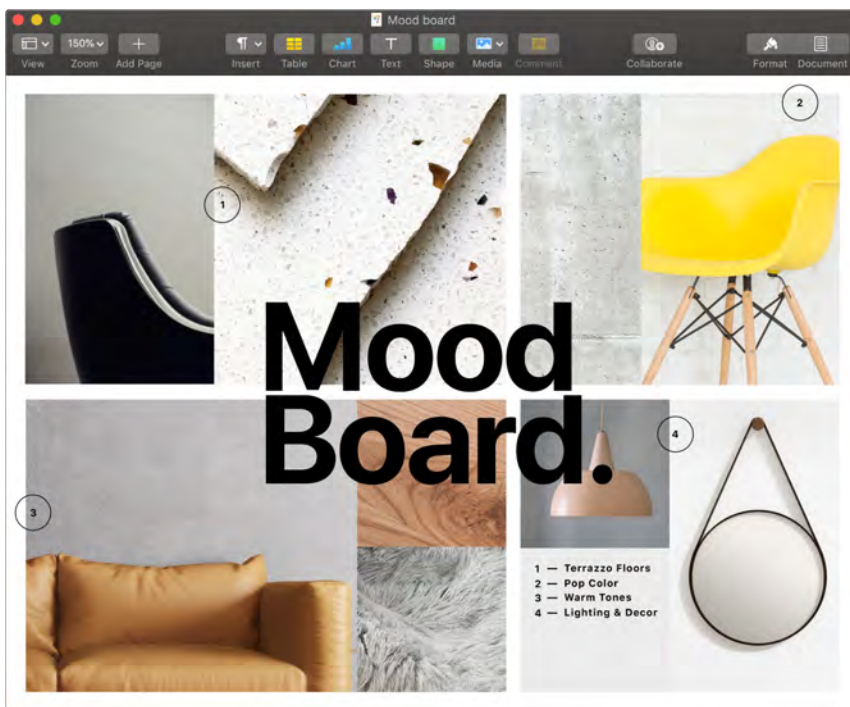 Mood board
150%
View Zoom Add Page Insert Table Chart Text Shape Media Comment Collaborate Format Document
2
1
Mood
Board.
4
3
1 — Terrazzo Floors
2 — Pop Color
3 — Warm Tones
4 — Lighting & Decor